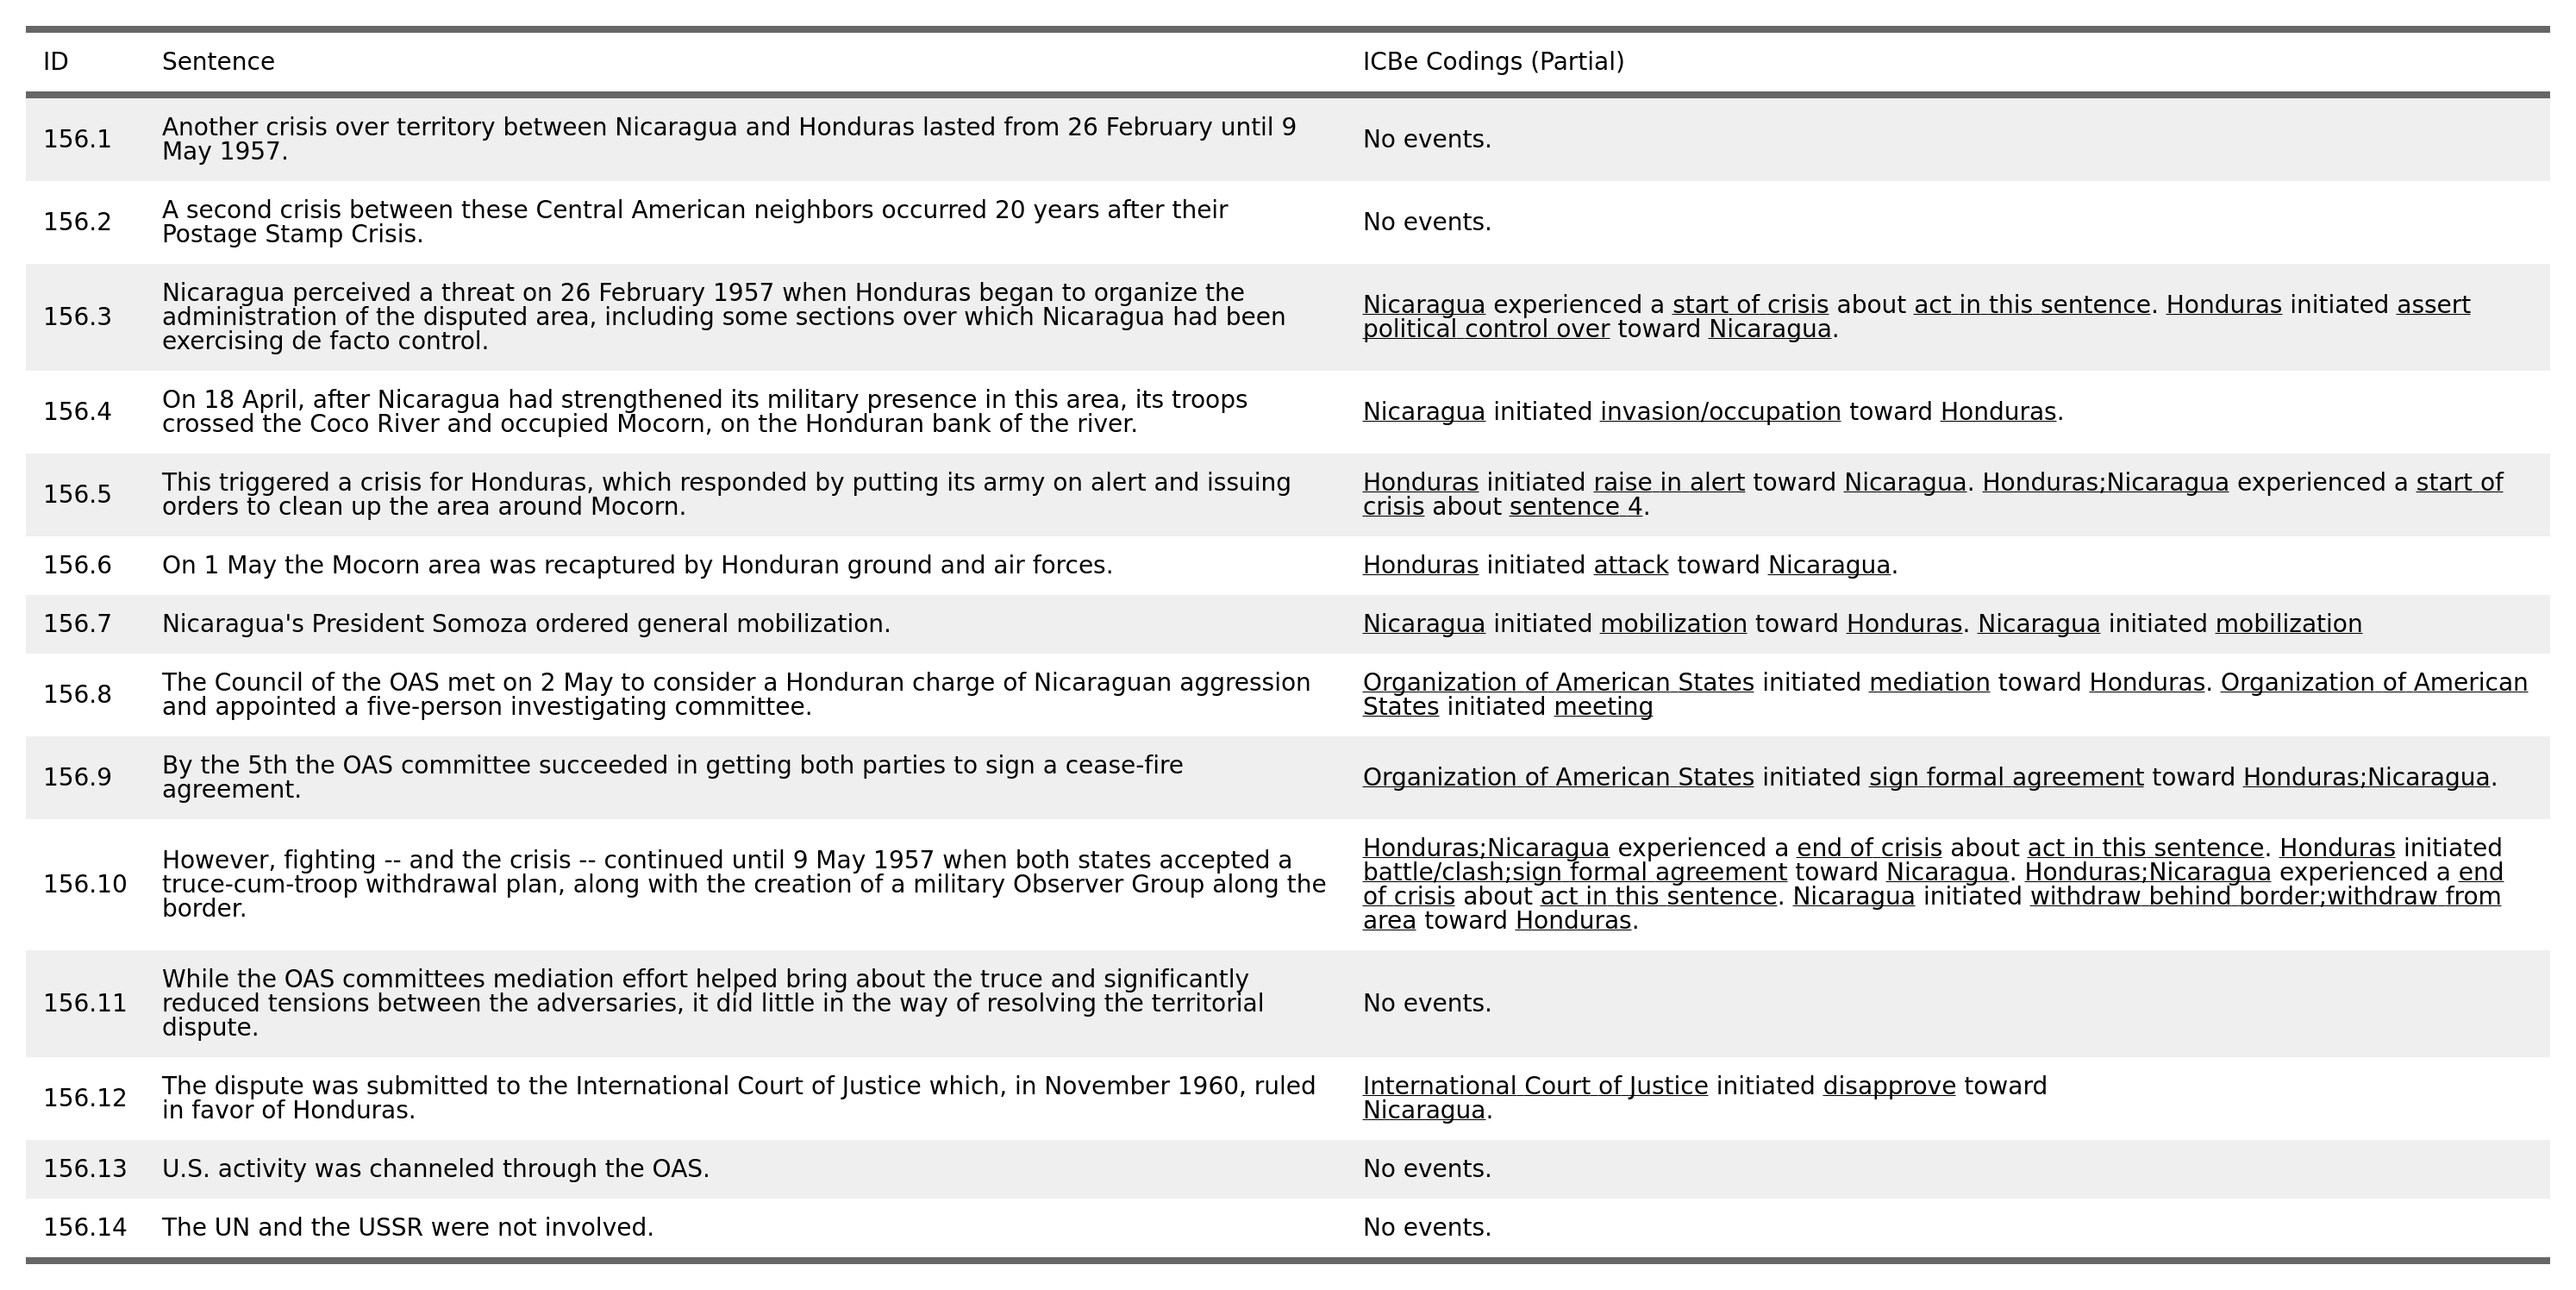 ID Sentence ICBe Codings (Partial)
156.1 Another crisis over territory between Nicaragua and Honduras lasted from 26 February until 9
May 1957.
No events.
156.2 A second crisis between these Central American neighbors occurred 20 years after their
Postage Stamp Crisis.
No events.
156.3 Nicaragua perceived a threat on 26 February 1957 when Honduras began to organize the
administration of the disputed area, including some sections over which Nicaragua had been
exercising de facto control.
Nicaragua experienced a start of crisis about act in this sentence. Honduras initiated assert
political control over toward Nicaragua.
156.4 On 18 April, after Nicaragua had strengthened its military presence in this area, its troops
crossed the Coco River and occupied Mocorn, on the Honduran bank of the river.
Nicaragua initiated invasion/occupation toward Honduras.
156.5 This triggered a crisis for Honduras, which responded by putting its army on alert and issuing
orders to clean up the area around Mocorn.
Honduras initiated raise in alert toward Nicaragua. Honduras;Nicaragua experienced a start of
crisis about sentence 4.
156.6 On 1 May the Mocorn area was recaptured by Honduran ground and air forces.
Honduras initiated attack toward Nicaragua.
156.7 Nicaragua's President Somoza ordered general mobilization.
Nicaragua initiated mobilization toward Honduras. Nicaragua initiated mobilization
156.8 The Council of the OAS met on 2 May to consider a Honduran charge of Nicaraguan aggression
and appointed a five-person investigating committee.
Organization of American States initiated mediation toward Honduras. Organization of American
States initiated meeting
156.9 By the 5th the OAS committee succeeded in getting both parties to sign a cease-fire
agreement.
Organization of American States initiated sign formal agreement toward Honduras;Nicaragua.
156.10 However, fighting -- and the crisis -- continued until 9 May 1957 when both states accepted a
truce-cum-troop withdrawal plan, along with the creation of a military Observer Group along the
border.
Honduras;Nicaragua experienced a end of crisis about act in this sentence. Honduras initiated
battle/clash;sign formal agreement toward Nicaragua. Honduras;Nicaragua experienced a end
of crisis about act in this sentence. Nicaragua initiated withdraw behind border;withdraw from
area toward Honduras.
156.11 While the OAS committees mediation effort helped bring about the truce and significantly
reduced tensions between the adversaries, it did little in the way of resolving the territorial
dispute.
No events.
156.12 The dispute was submitted to the International Court of Justice which, in November 1960, ruled
in favor of Honduras.
International Court of Justice initiated disapprove toward
Nicaragua.
156.13 U.S. activity was channeled through the OAS.
No events.
156.14 The UN and the USSR were not involved.
No events.